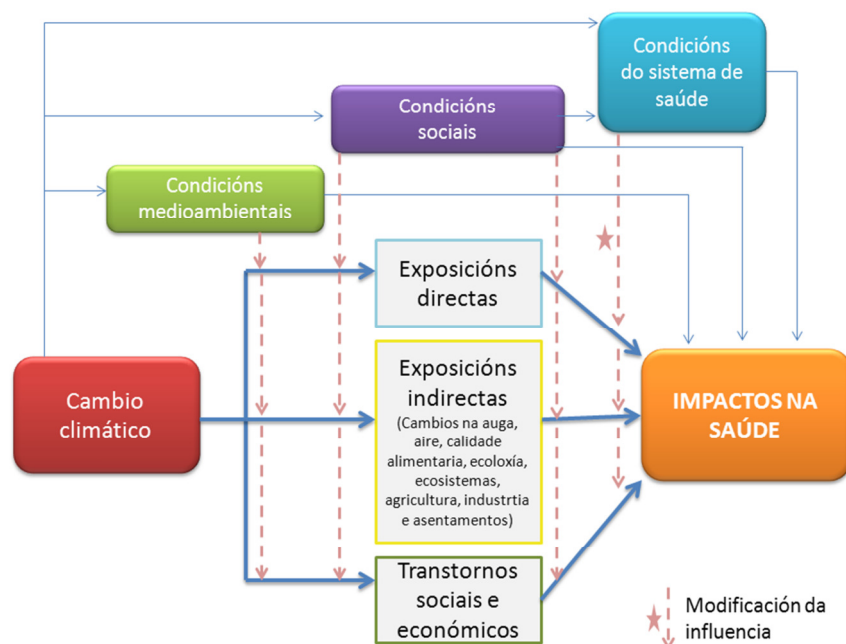 Condicións
do sistema de
saúde
Condicións
sociais
Condicións
medioambientais
Exposicións
directas
Cambio
climático
Exposicións
indirectas
(Cambios na auga,
aire, calidade
alimentaria, ecoloxía,
ecosistemas,
agricultura, industrtia
e asentamentos)
IMPACTOS NA
SAÚDE
Transtornos
sociais e
económicos
Modificación da
influencia